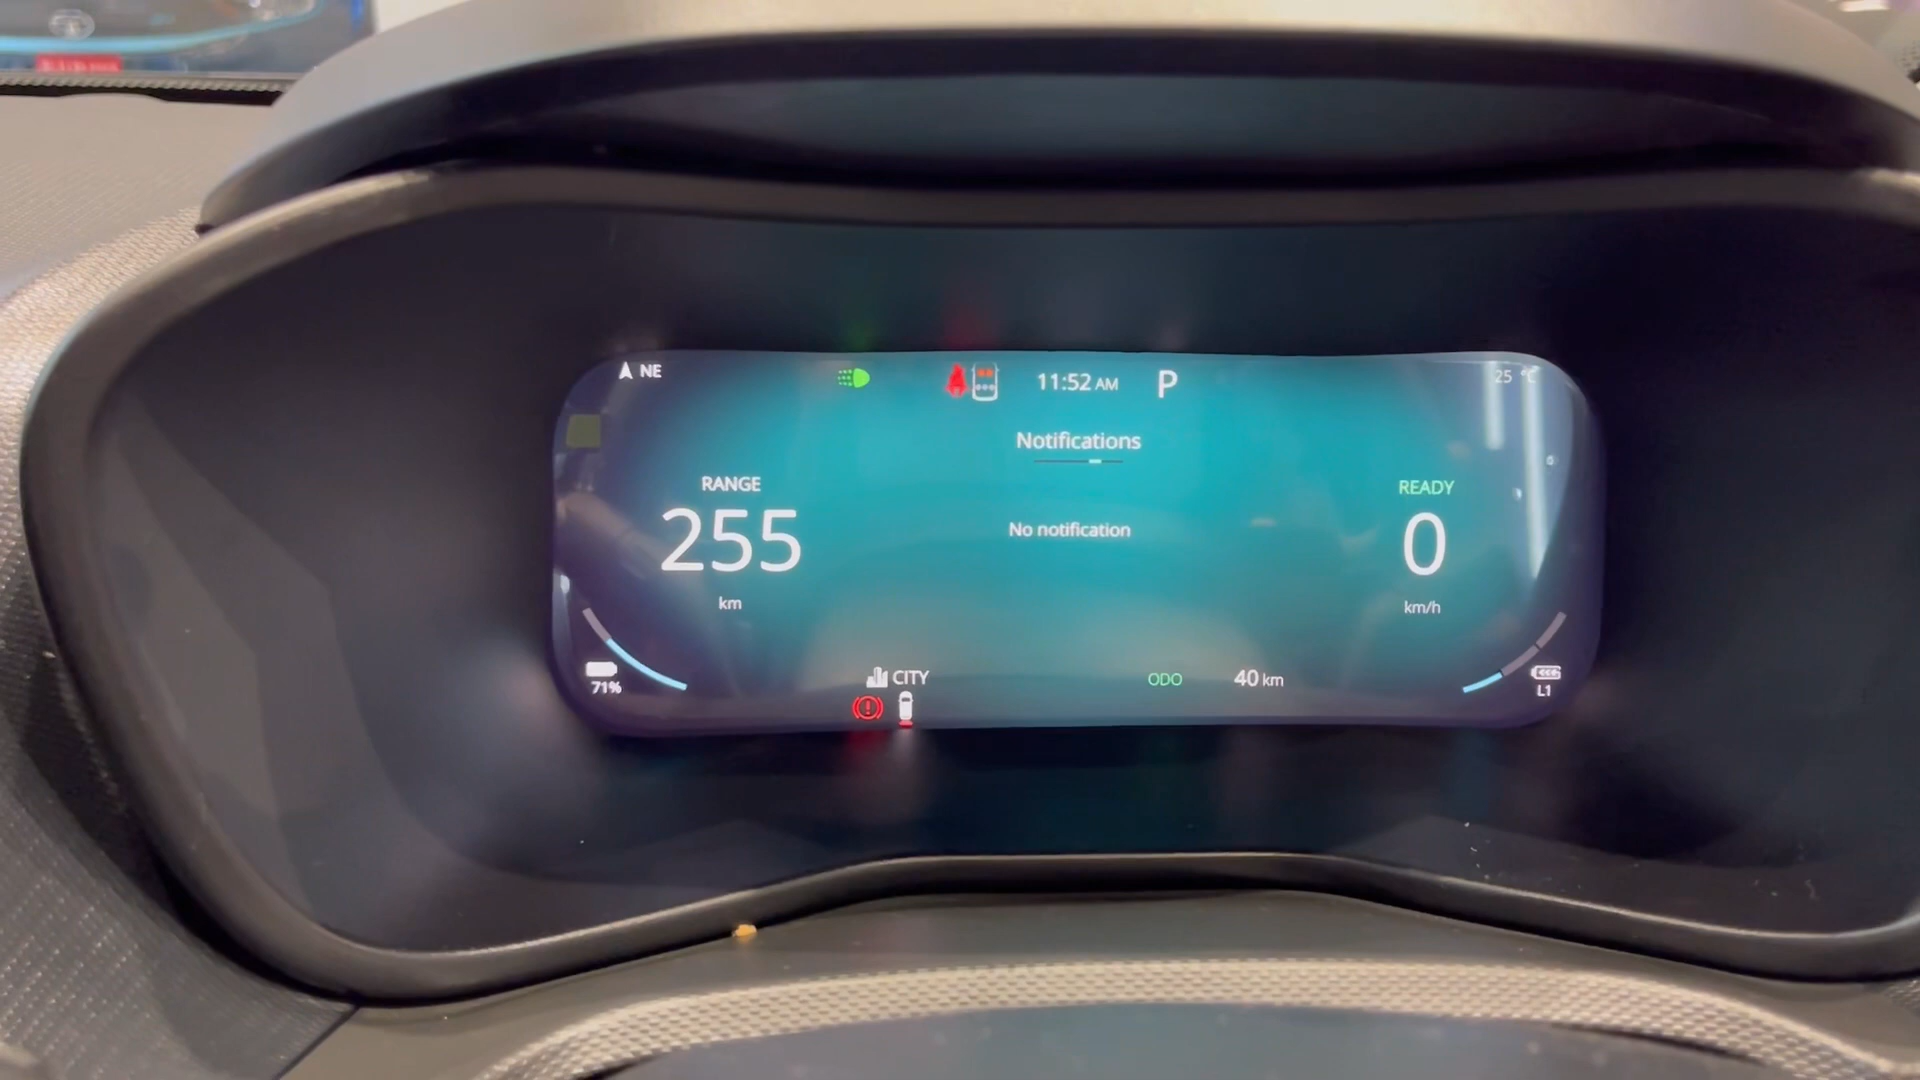 NE
11:52 AM
P
25 °C
Notifications
RANGE
255
km
No notification
READY
0
km/h
71%
CITY
ODO
40 km
L1